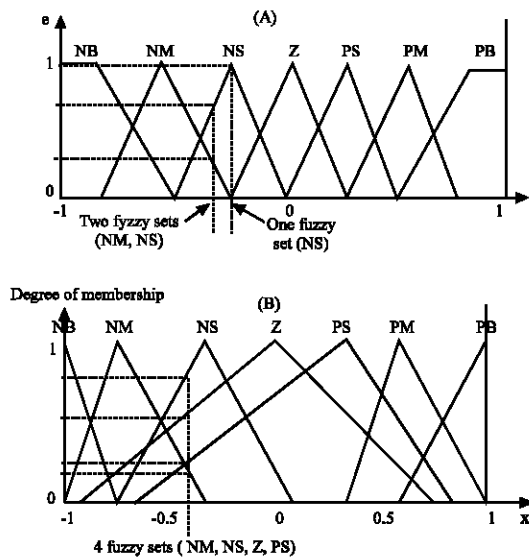 e
(A)
NB NM NS Z PS PM PB
1
0
-1 0 1
Two fyzzy sets
(NM, NS)
One fuzzy
set (NS)
Degree of membership
(B)
NB NM NS Z PS PM PB
1
0
-1 -0.5 0 0.5 1 x
4 fuzzy sets ( NM, NS, Z, PS)